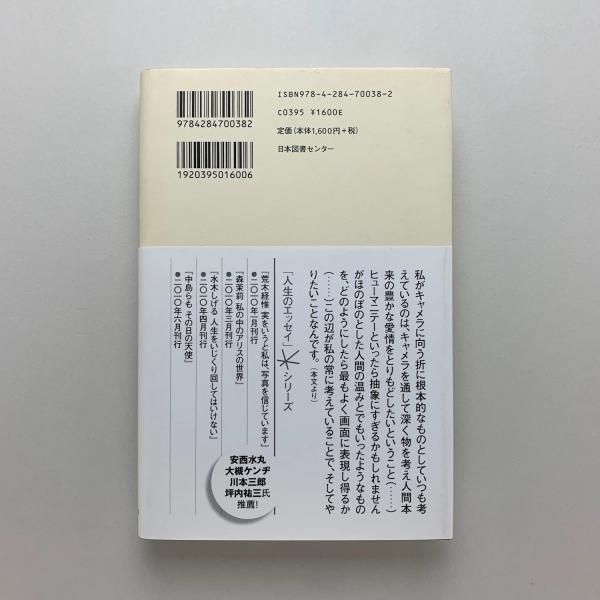 ISBN978-4-284-70038-2
C0395 ¥1600E
定価(本体1,600円+税)
日本図書センター
9784284700382
1920395016006
私がキャメラに向う折に根本的なものとしていつも考
えているのは、キャメラを通して深く物を考え人間本
来の豊かな愛情をとりもどしたいということ(……)
ヒューマニテーといったら抽象にすぎるかもしれません
がほのぼのとした人間の温みとでもいったようなもの
を、どのようにしたら最もよく画面に表現し得るか
(……)この辺が私の常に考えていることで、そしてや
りたいことなんです。(本文より)
「人生のエッセイ」シリーズ
『荒木経惟 実をいうと私は、写真を信じています』
●二〇一〇年一月刊行
『森茉莉 私の中のアリスの世界』
●二〇一〇年三月刊行
『水木しげる 人生をいじくり回してはいけない』
●二〇一〇年四月刊行
『中島らも その日の天使』
●二〇一〇年六月刊行
安西水丸
大槻ケンヂ
川本三郎
坪内祐三氏
推薦!